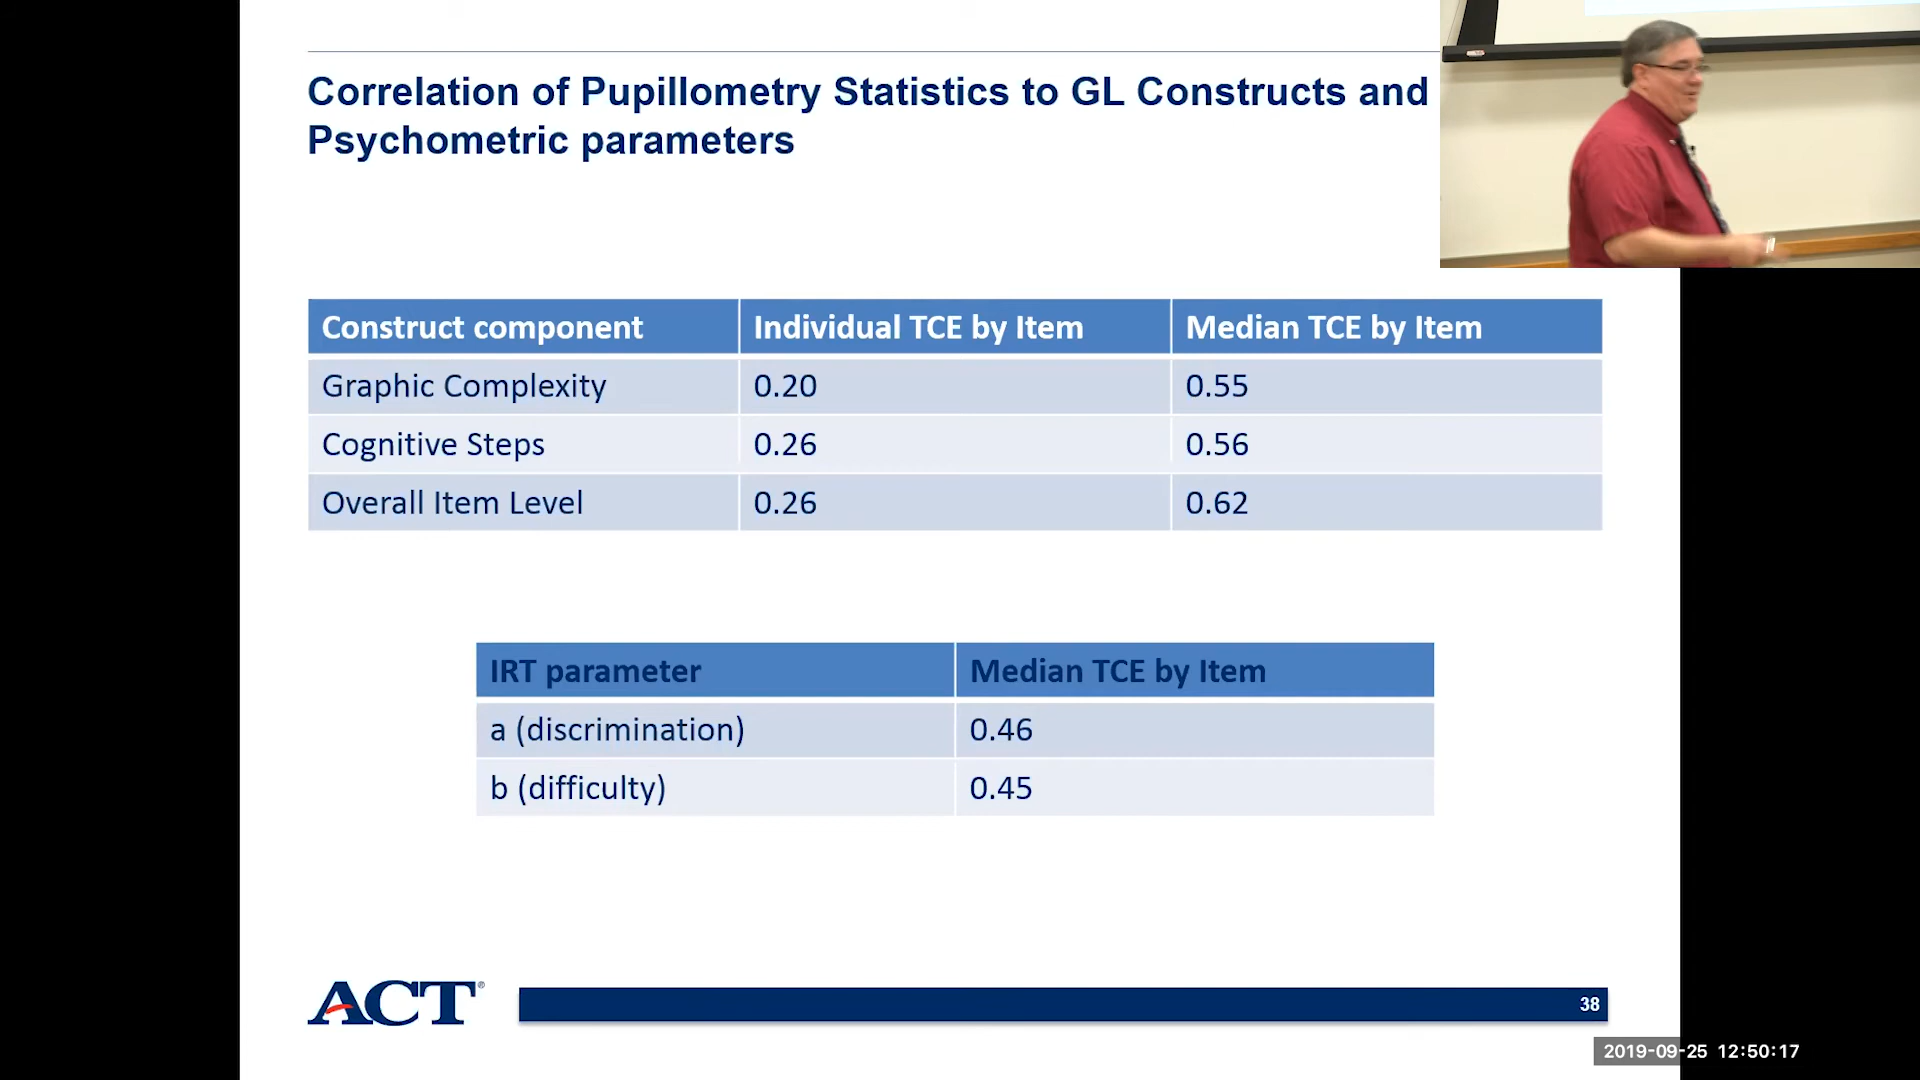 Correlation of Pupillometry Statistics to GL Constructs and
Psychometric parameters
Construct component Individual TCE by Item Median TCE by Item
Graphic Complexity 0.20 0.55
Cognitive Steps 0.26 0.56
Overall Item Level 0.26 0.62
IRT parameter Median TCE by Item
a (discrimination) 0.46
b (difficulty) 0.45
ACT®
38
2019-09-25 12:50:17